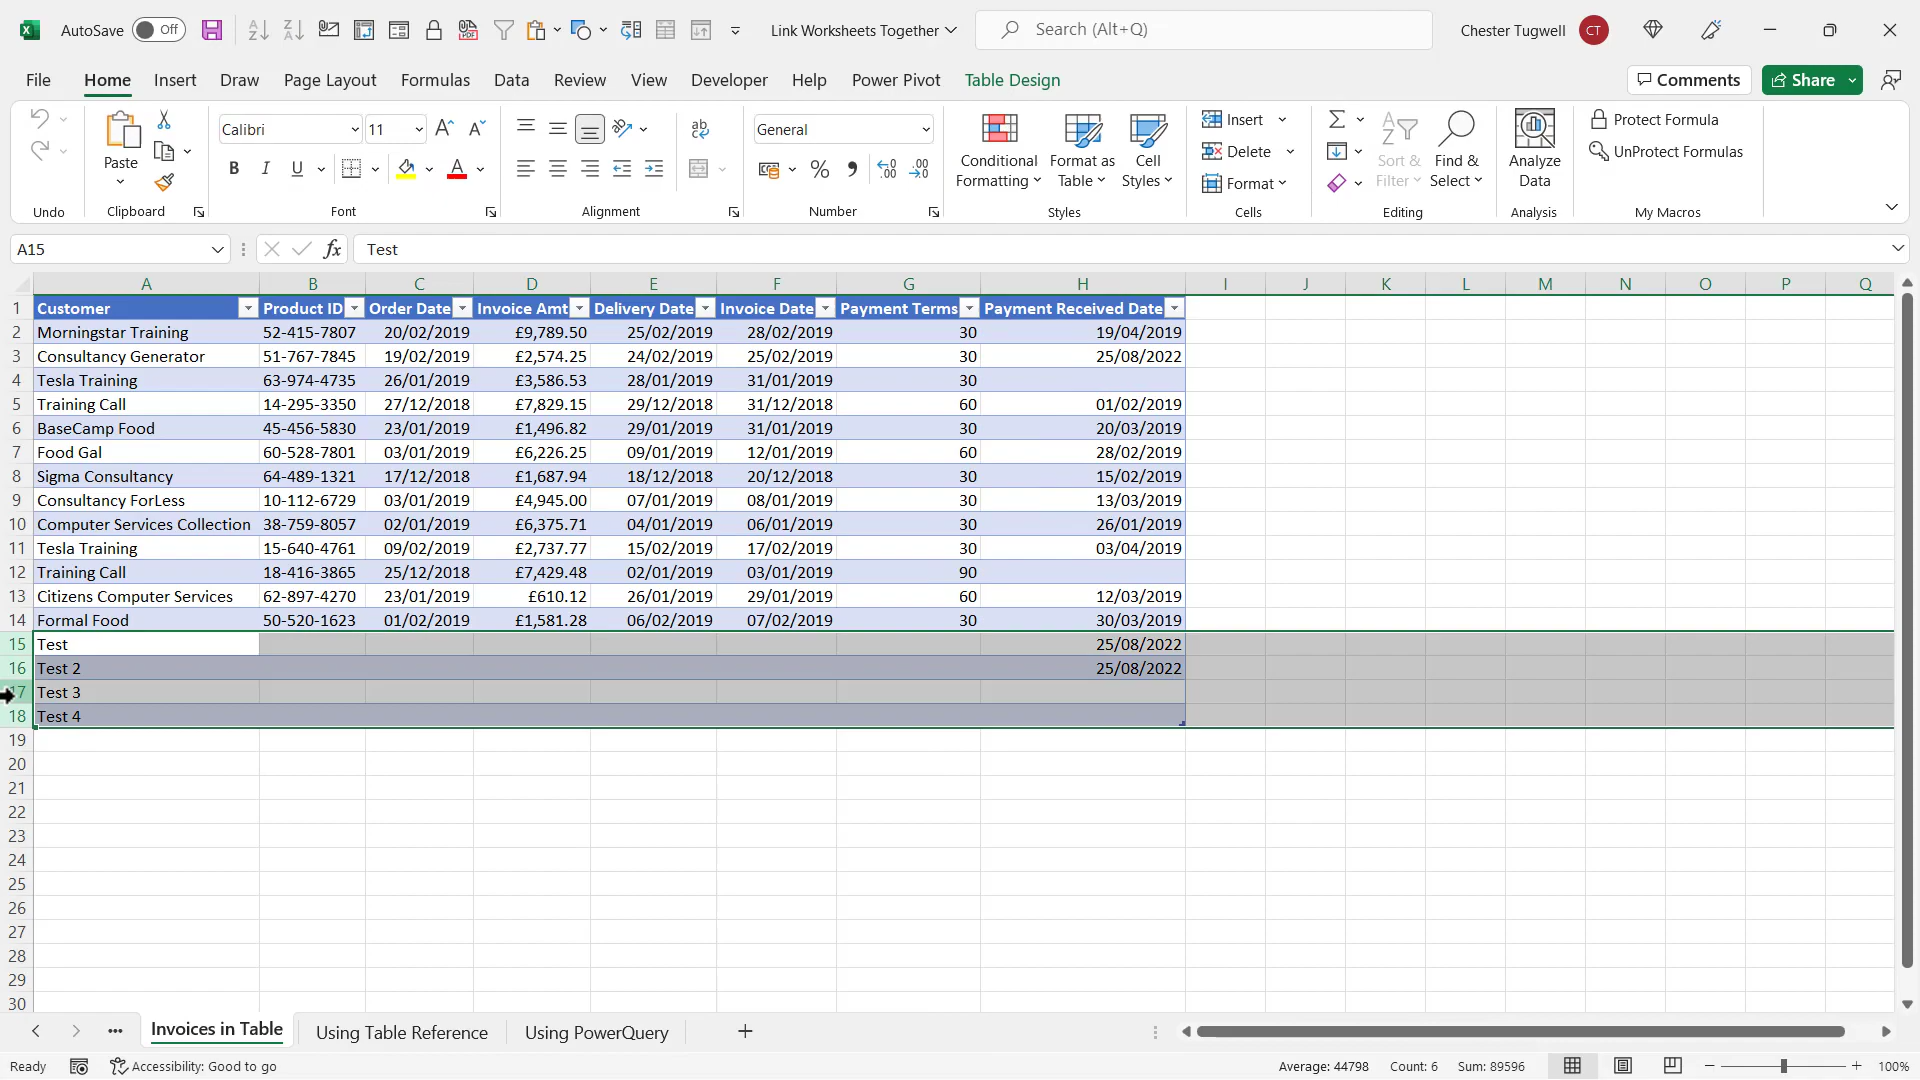 AutoSave Off Link Worksheets Together Search (Alt+Q) Chester Tugwell CT
File Home Insert Draw Page Layout Formulas Data Review View Developer Help Power Pivot Table Design Comments Share
Paste Calibri 11 General Conditional Formatting Format as Table Cell Styles Insert Delete Format Sort & Filter Find & Select Analyze Data Protect Formula UnProtect Formulas
Undo Clipboard Font Alignment Number Styles Cells Editing Analysis My Macros
A15 fx Test
A B C D E F G H I J K L M N O P Q
1 Customer Product ID Order Date Invoice Amt Delivery Date Invoice Date Payment Terms Payment Received Date
2 Morningstar Training 52-415-7807 20/02/2019 £9,789.50 25/02/2019 28/02/2019 30 19/04/2019
3 Consultancy Generator 51-767-7845 19/02/2019 £2,574.25 24/02/2019 25/02/2019 30 25/08/2022
4 Tesla Training 63-974-4735 26/01/2019 £3,586.53 28/01/2019 31/01/2019 30
5 Training Call 14-295-3350 27/12/2018 £7,829.15 29/12/2018 31/12/2018 60 01/02/2019
6 BaseCamp Food 45-456-5830 23/01/2019 £1,496.82 29/01/2019 31/01/2019 30 20/03/2019
7 Food Gal 60-528-7801 03/01/2019 £6,226.25 09/01/2019 12/01/2019 60 28/02/2019
8 Sigma Consultancy 64-489-1321 17/12/2018 £1,687.94 18/12/2018 20/12/2018 30 15/02/2019
9 Consultancy ForLess 10-112-6729 03/01/2019 £4,945.00 07/01/2019 08/01/2019 30 13/03/2019
10 Computer Services Collection 38-759-8057 02/01/2019 £6,375.71 04/01/2019 06/01/2019 30 26/01/2019
11 Tesla Training 15-640-4761 09/02/2019 £2,737.77 15/02/2019 17/02/2019 30 03/04/2019
12 Training Call 18-416-3865 25/12/2018 £7,429.48 02/01/2019 03/01/2019 90
13 Citizens Computer Services 62-897-4270 23/01/2019 £610.12 26/01/2019 29/01/2019 60 12/03/2019
14 Formal Food 50-520-1623 01/02/2019 £1,581.28 06/02/2019 07/02/2019 30 30/03/2019
15 Test 25/08/2022
16 Test 2 25/08/2022
17 Test 3
18 Test 4
19
20
21
22
23
24
25
26
27
28
29
30
Invoices in Table Using Table Reference Using PowerQuery
Ready Accessibility: Good to go Average: 44798 Count: 6 Sum: 89596 100%